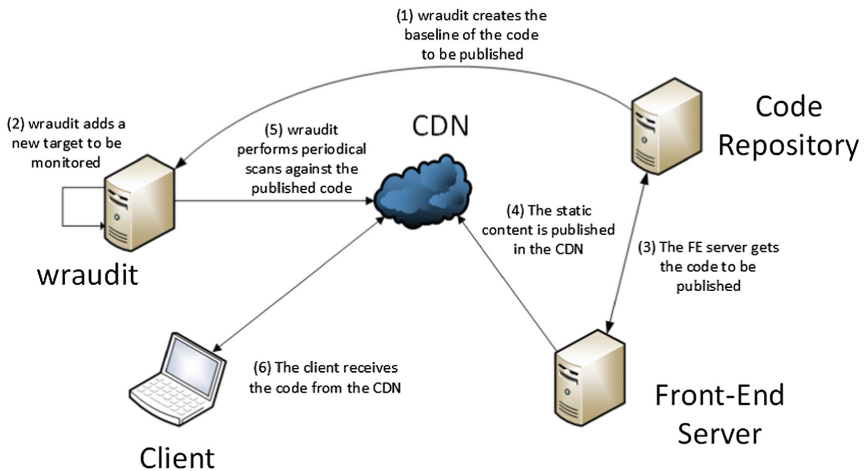 (1) wraudit creates the
baseline of the code
to be published
Code
Repository
(2) wraudit adds a
new target to be
monitored
(5) wraudit
performs periodical
scans against the
published code
CDN
wraudit
(4) The static
content is published
in the CDN
(3) The FE server gets
the code to be
published
(6) The client receives
the code from the CDN
Client
Front-End
Server